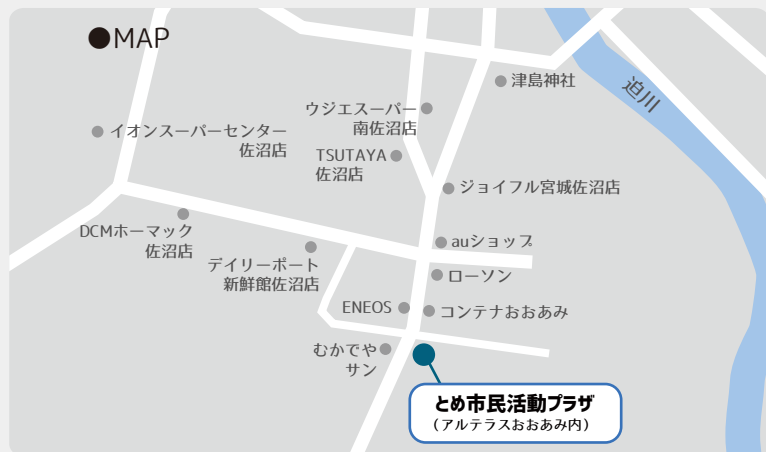 ●MAP
津島神社
迫川
ウジエスーパー
南佐沼店
イオンスーパーセンター
佐沼店
TSUTAYA
佐沼店
ジョイフル宮城佐沼店
DCMホーマック
佐沼店
auショップ
デイリーポート
新鮮館佐沼店
ローソン
ENEOS
コンテナおおあみ
むかでや
サン
とめ市民活動プラザ
(アルテラスおおあみ内)